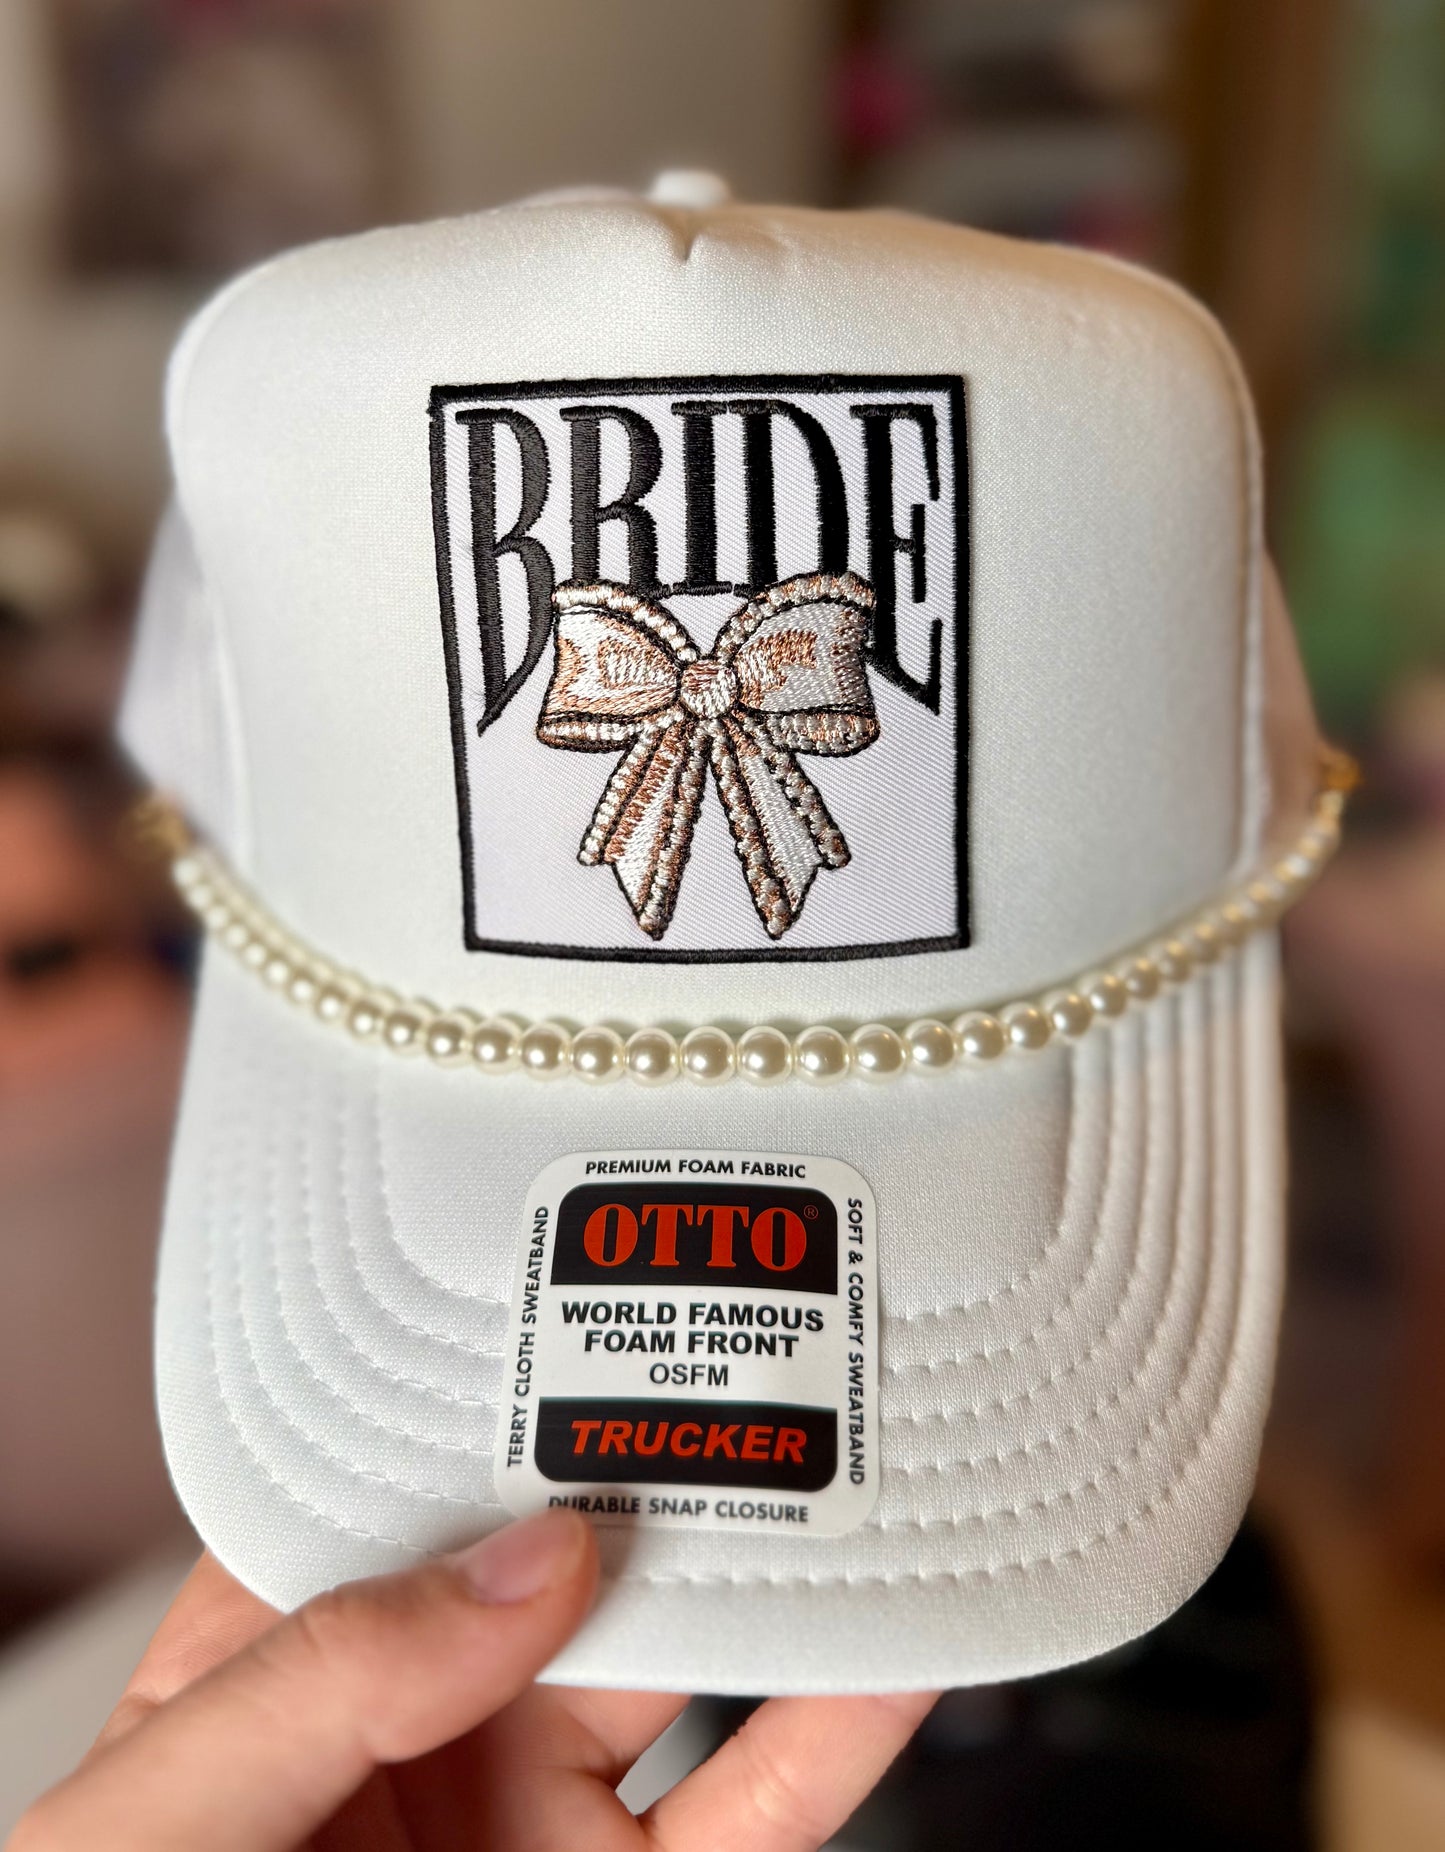 BRIDE
PREMIUM FOAM FABRIC
OTTO®
WORLD FAMOUS
FOAM FRONT
OSFM
TRUCKER
DURABLE SNAP CLOSURE
TERRY CLOTH SWEATBAND
SOFT & COMFY SWEATBAND